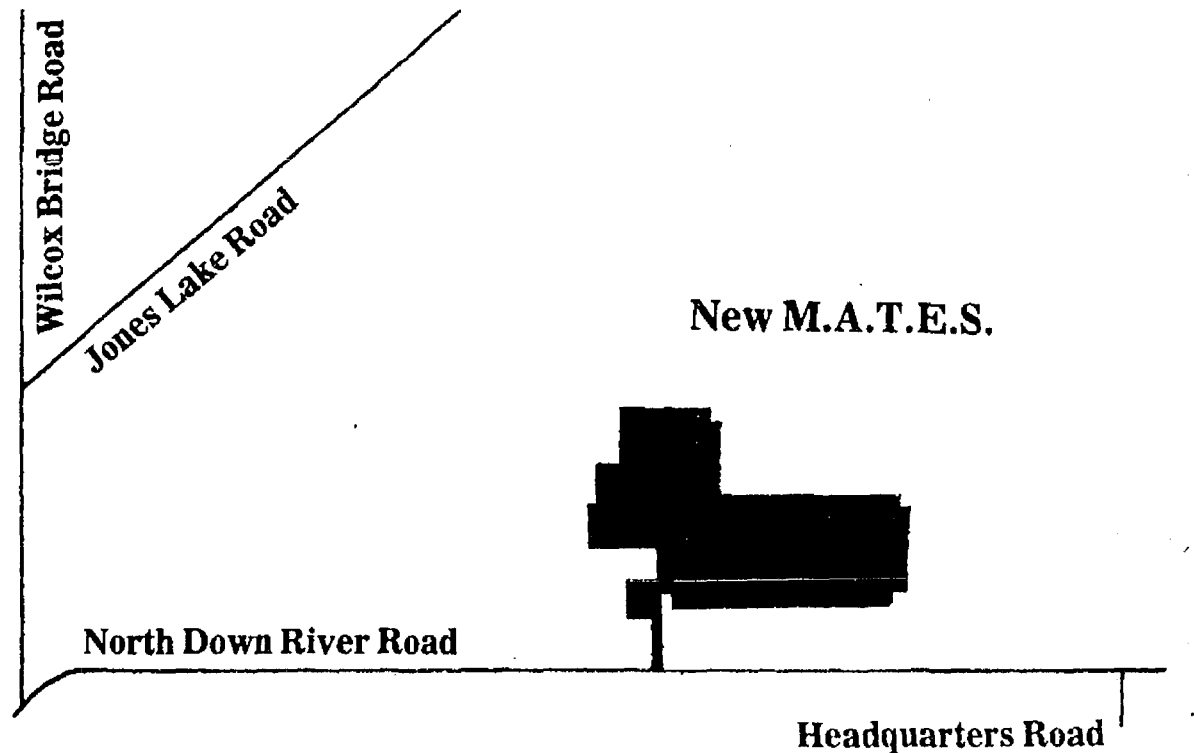 Wilcox Bridge Road
Jones Lake Road
New M.A.T.E.S.
North Down River Road
Headquarters Road